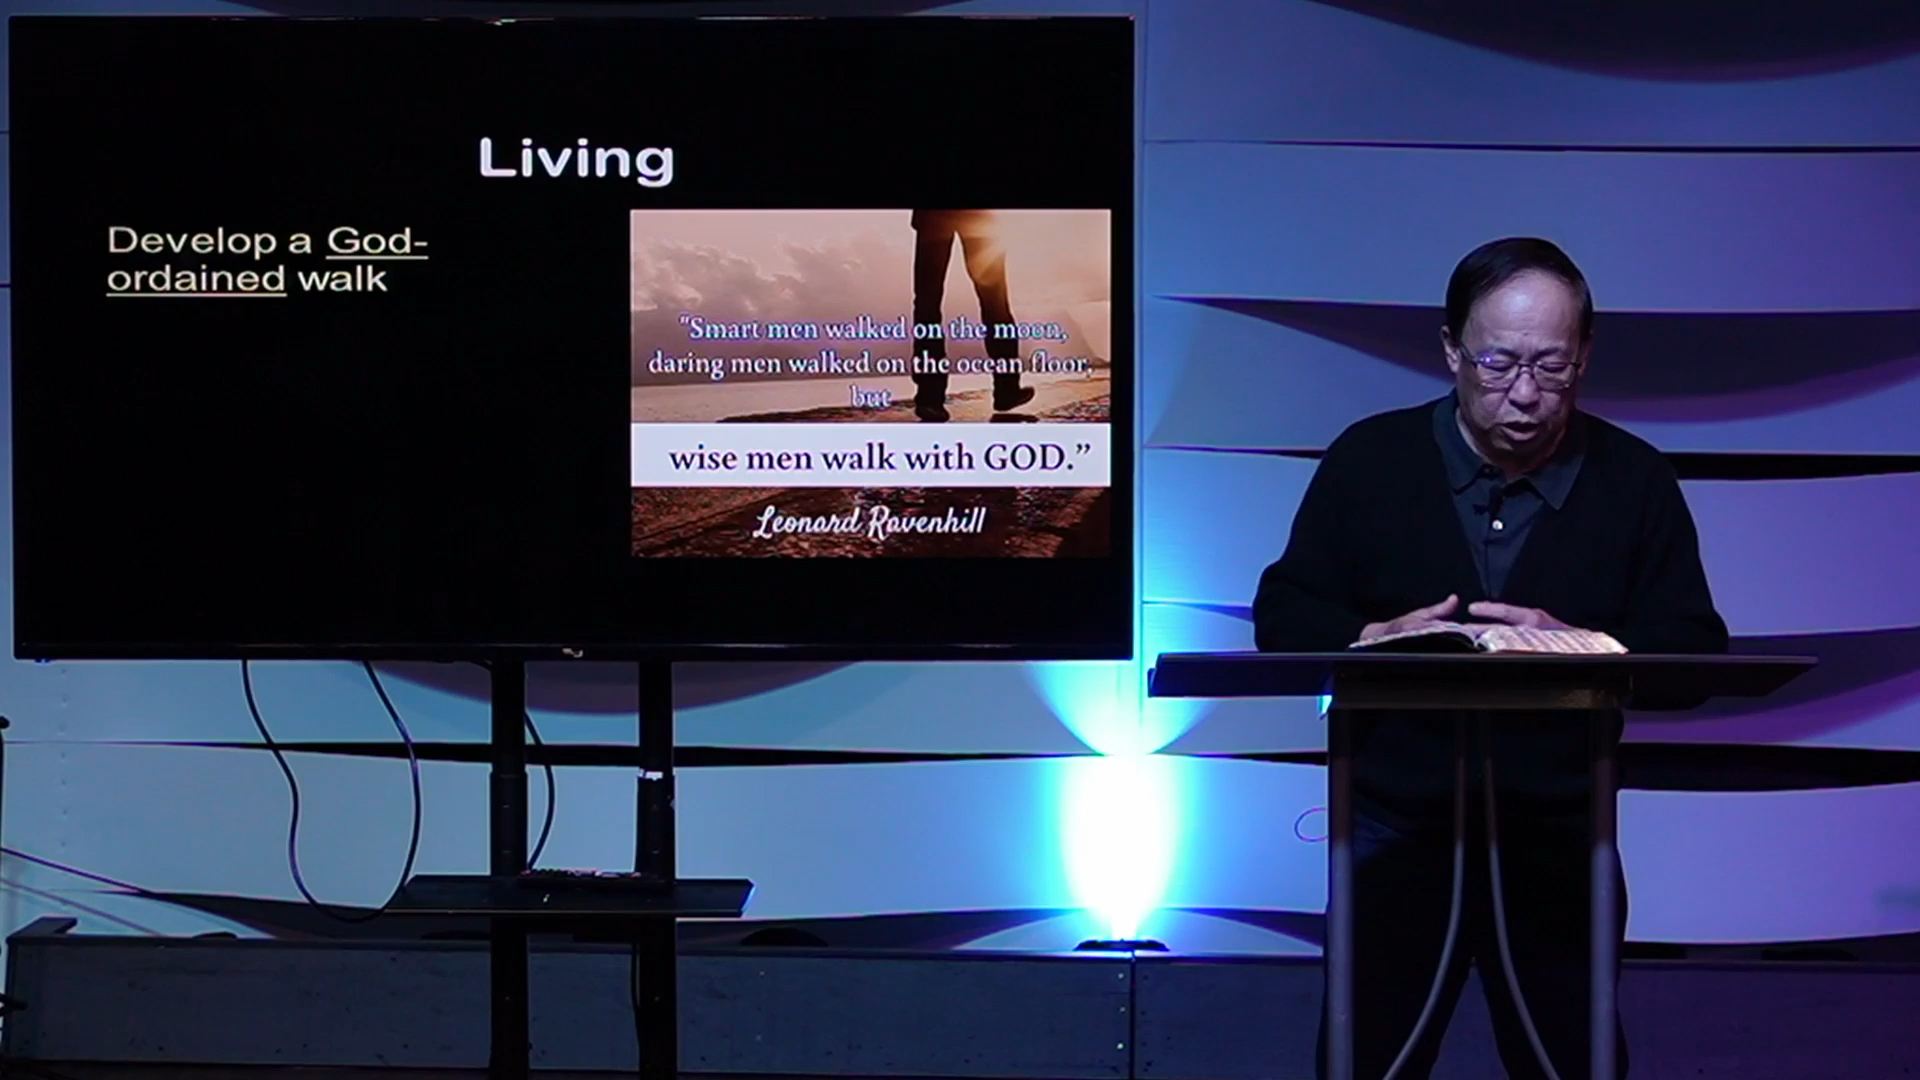 Living
Develop a God-
ordained walk
"Smart men walked on the moon,
daring men walked on the ocean floor,
but
wise men walk with GOD.”
Leonard Ravenhill